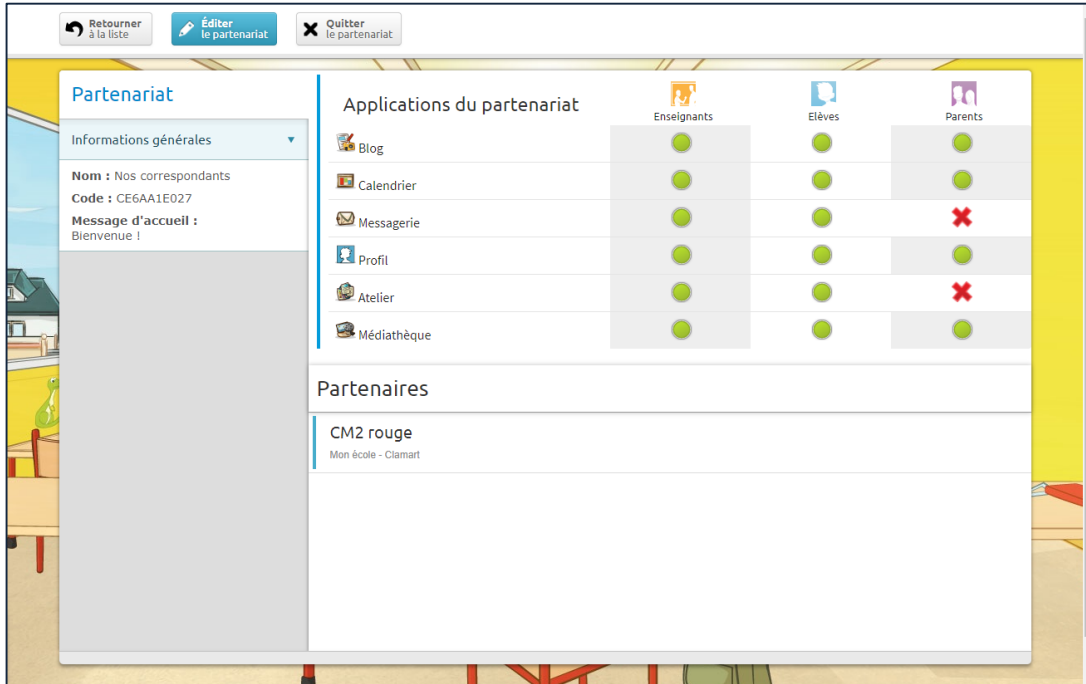 Retourner
à la liste
Éditer
le partenariat
Quitter
le partenariat
Partenariat
Informations générales
Nom : Nos correspondants
Code : CE6AA1E027
Message d'accueil :
Bienvenue !
Applications du partenariat
Enseignants
Elèves
Parents
Blog
Calendrier
Messagerie
Profil
Atelier
Médiathèque
Partenaires
CM2 rouge
Mon école - Clamart